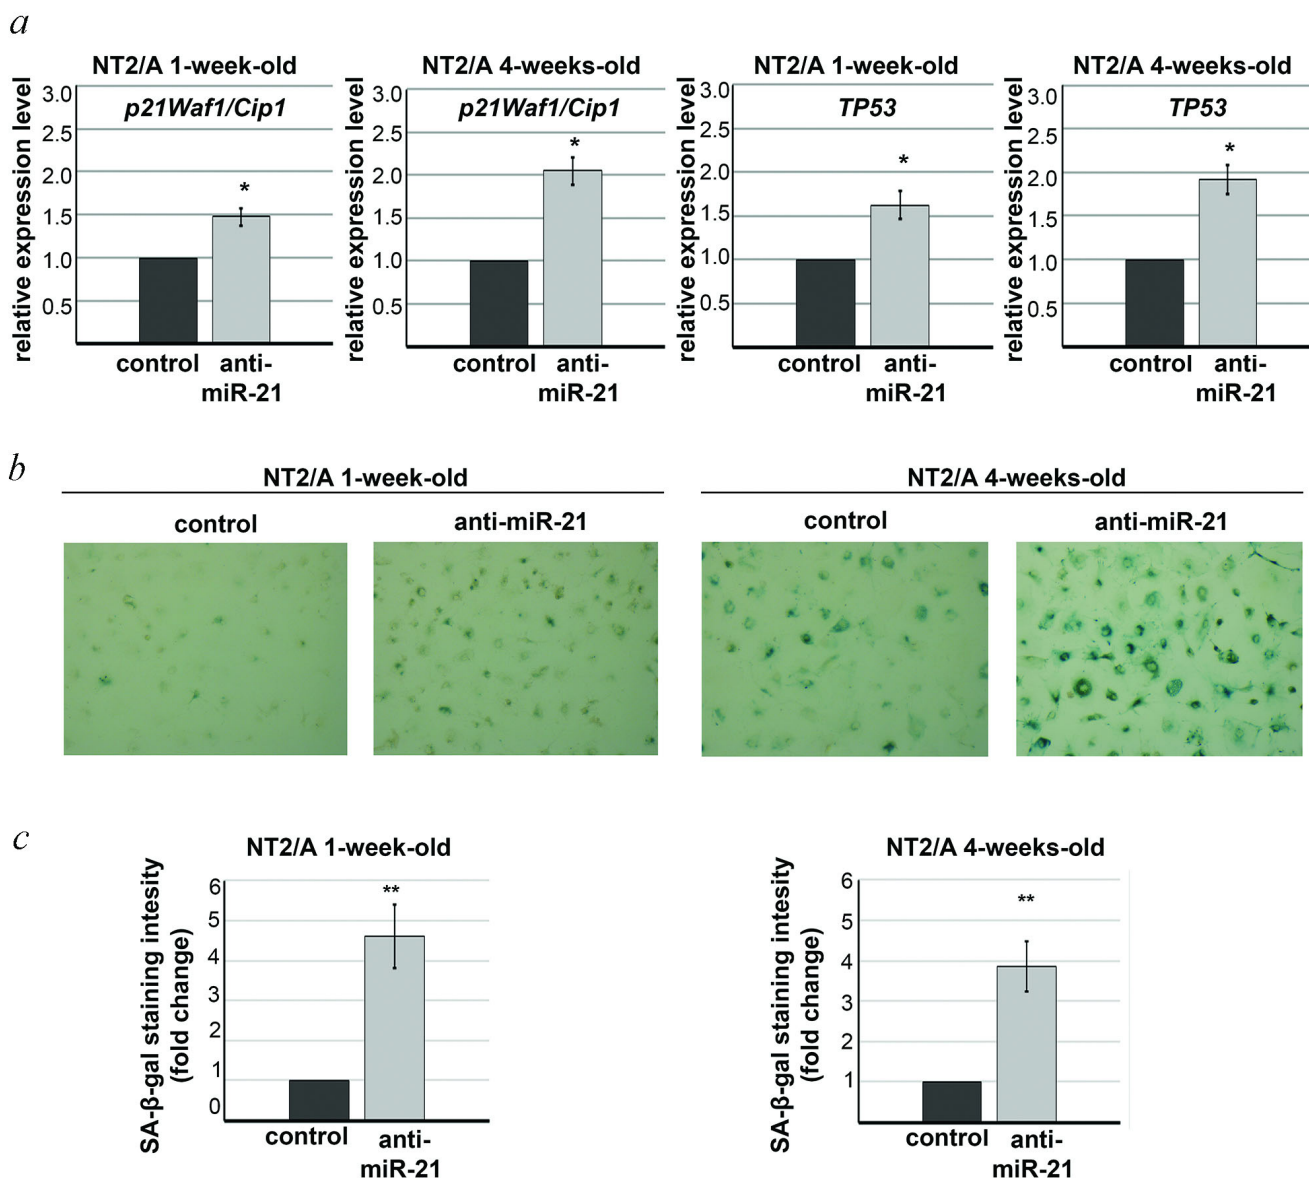 a
NT2/A 1-week-old
p21Waf1/Cip1
relative expression level
3.0
2.5
2.0
1.5
1.0
0.5
*
control
anti-
miR-21
NT2/A 4-weeks-old
p21Waf1/Cip1
relative expression level
3.0
2.5
2.0
1.5
1.0
0.5
*
control
anti-
miR-21
NT2/A 1-week-old
TP53
relative expression level
3.0
2.5
2.0
1.5
1.0
0.5
*
control
anti-
miR-21
NT2/A 4-weeks-old
TP53
relative expression level
3.0
2.5
2.0
1.5
1.0
0.5
*
control
anti-
miR-21
b
NT2/A 1-week-old
control
anti-miR-21
NT2/A 4-weeks-old
control
anti-miR-21
c
NT2/A 1-week-old
SA-β-gal staining intesity
(fold change)
6
5
4
3
2
1
0
**
control
anti-
miR-21
NT2/A 4-weeks-old
SA-β-gal staining intesity
(fold change)
6
5
4
3
2
1
**
control
anti-
miR-21